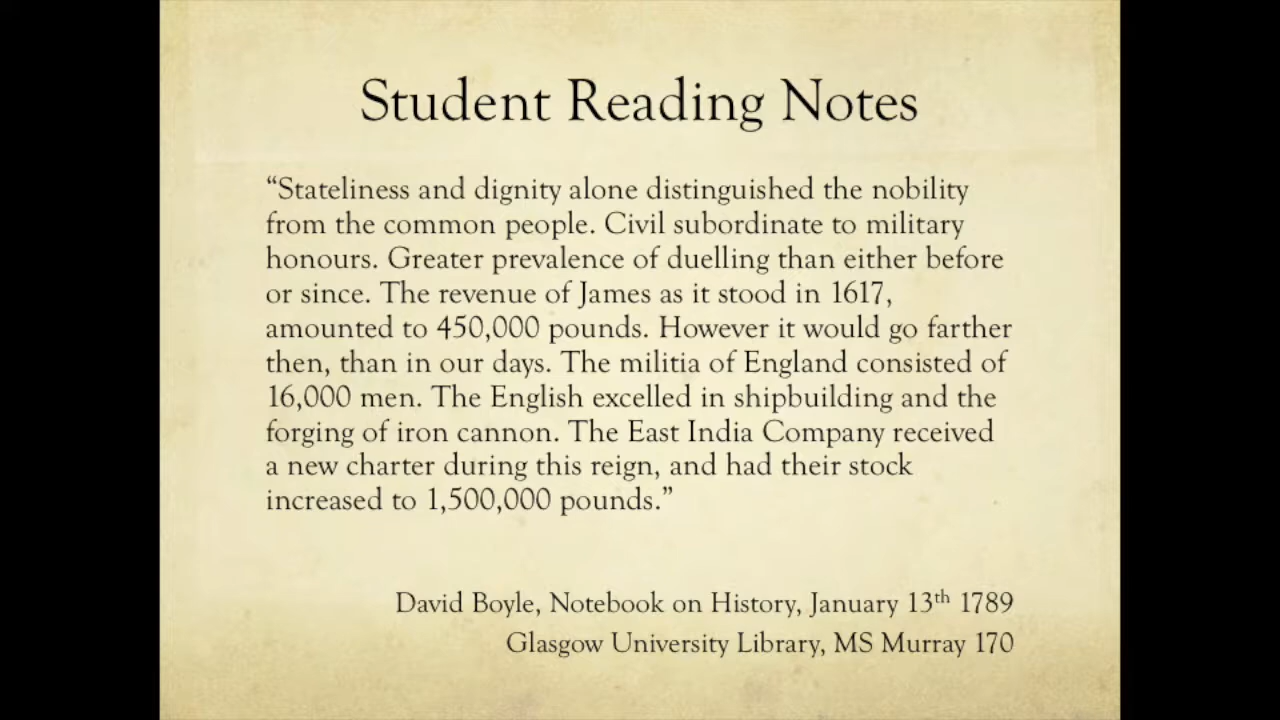 Student Reading Notes
“Stateliness and dignity alone distinguished the nobility
from the common people. Civil subordinate to military
honours. Greater prevalence of duelling than either before
or since. The revenue of James as it stood in 1617,
amounted to 450,000 pounds. However it would go farther
then, than in our days. The militia of England consisted of
16,000 men. The English excelled in shipbuilding and the
forging of iron cannon. The East India Company received
a new charter during this reign, and had their stock
increased to 1,500,000 pounds.”
David Boyle, Notebook on History, January 13th 1789
Glasgow University Library, MS Murray 170